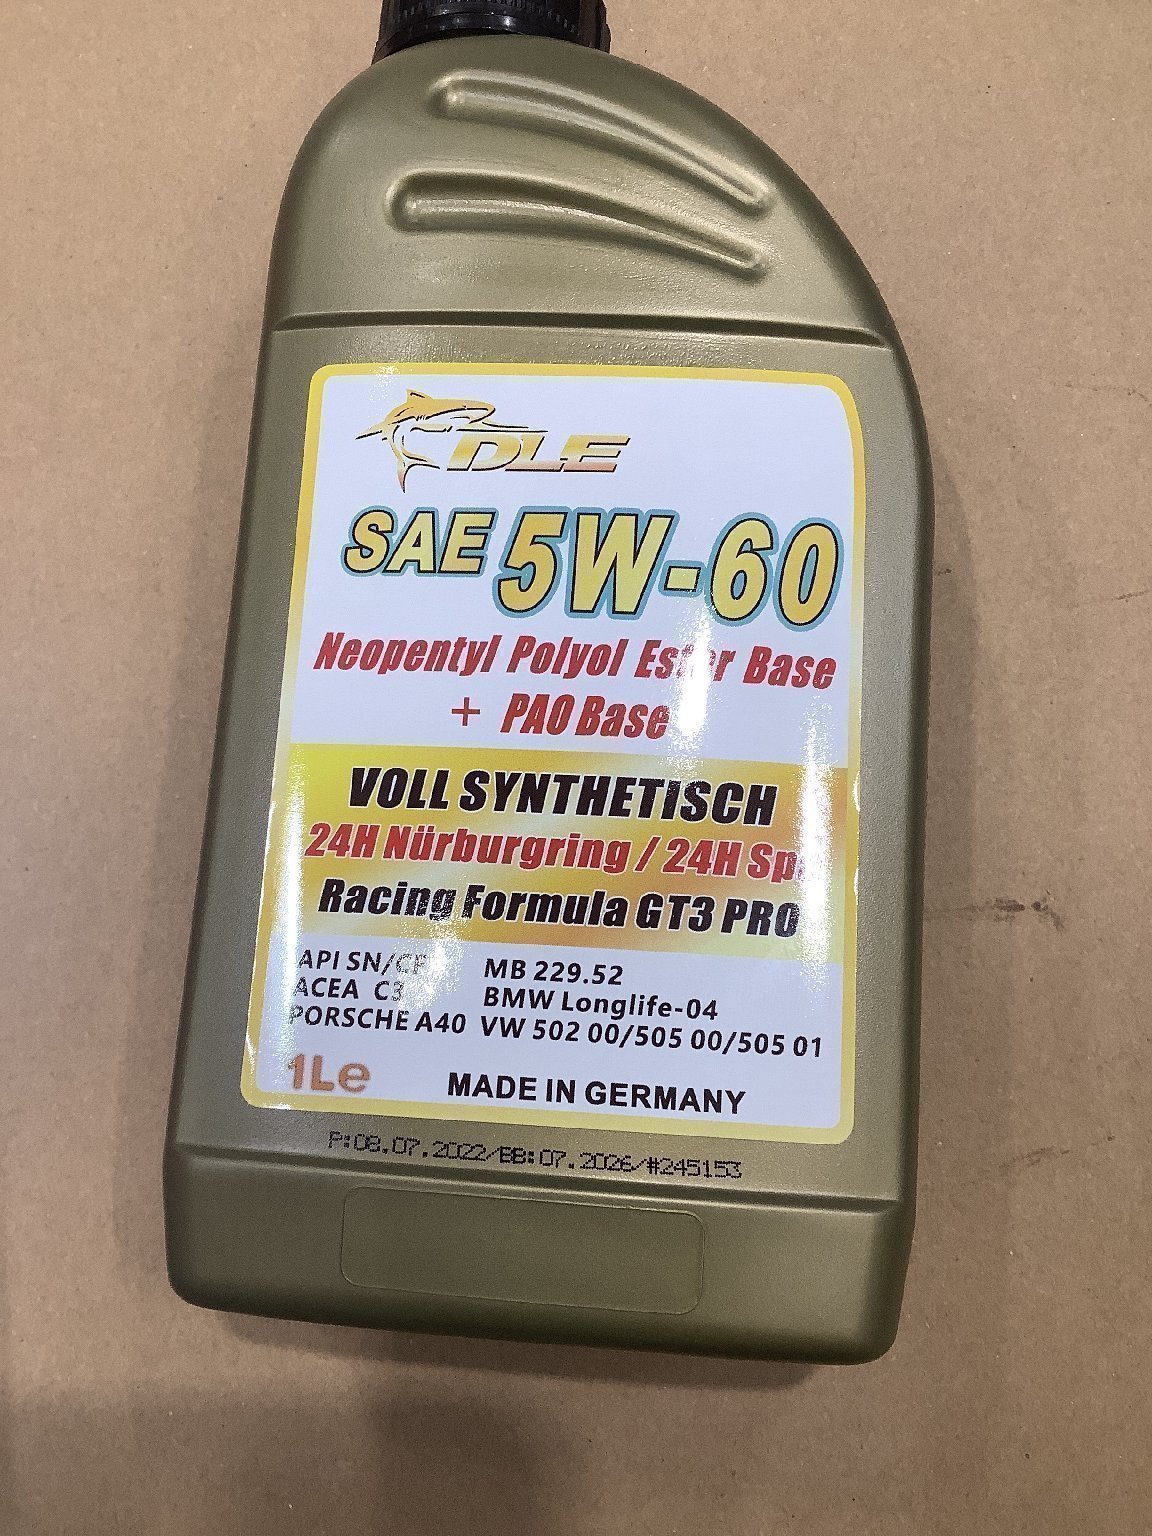 DLE
SAE 5W-60
Neopentyl Polyol Ester Base
+ PAO Base
VOLL SYNTHETISCH
24H Nürburgring / 24H
Racing Formula GT3 PRO
API SN/CF MB 229.52
ACEA C3 BMW Longlife-04
PORSCHE A40 VW 502 00/505 00/505 01
1Le MADE IN GERMANY
P:08.07.2022/BB:07.2026/#245153